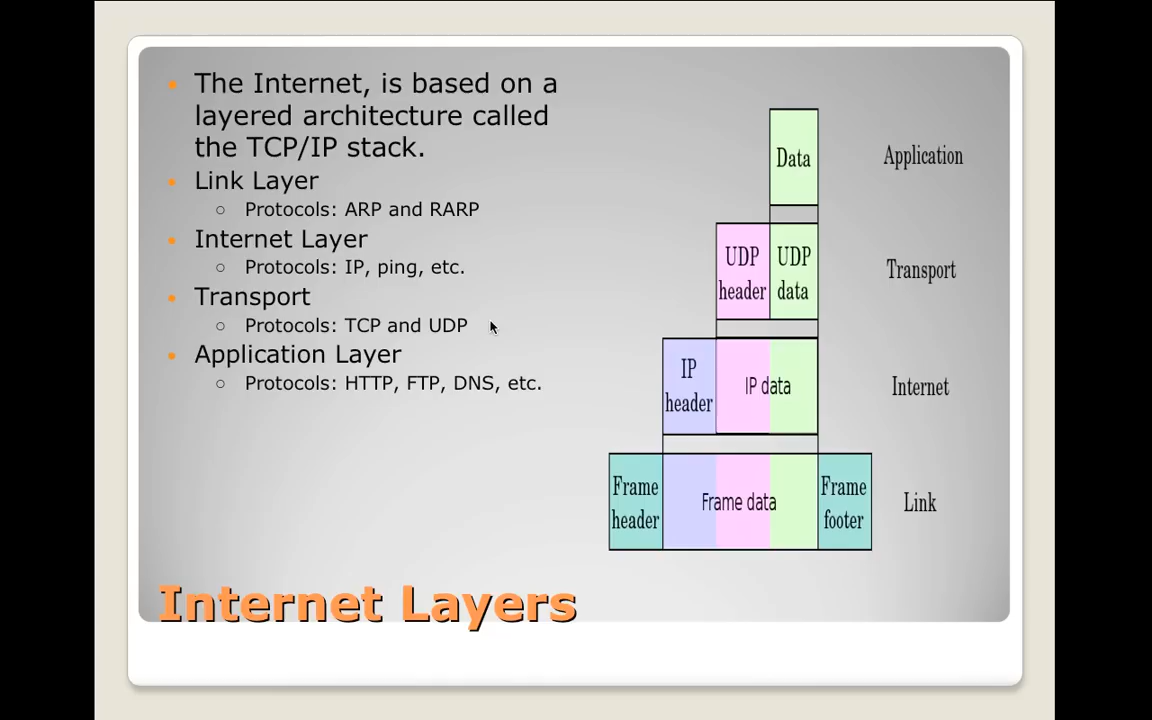 The Internet, is based on a
layered architecture called
the TCP/IP stack.
Link Layer
Protocols: ARP and RARP
Internet Layer
Protocols: IP, ping, etc.
Transport
Protocols: TCP and UDP
Application Layer
Protocols: HTTP, FTP, DNS, etc.
Data
Application
UDP header
UDP data
Transport
IP header
IP data
Internet
Frame header
Frame data
Frame footer
Link
Internet Layers